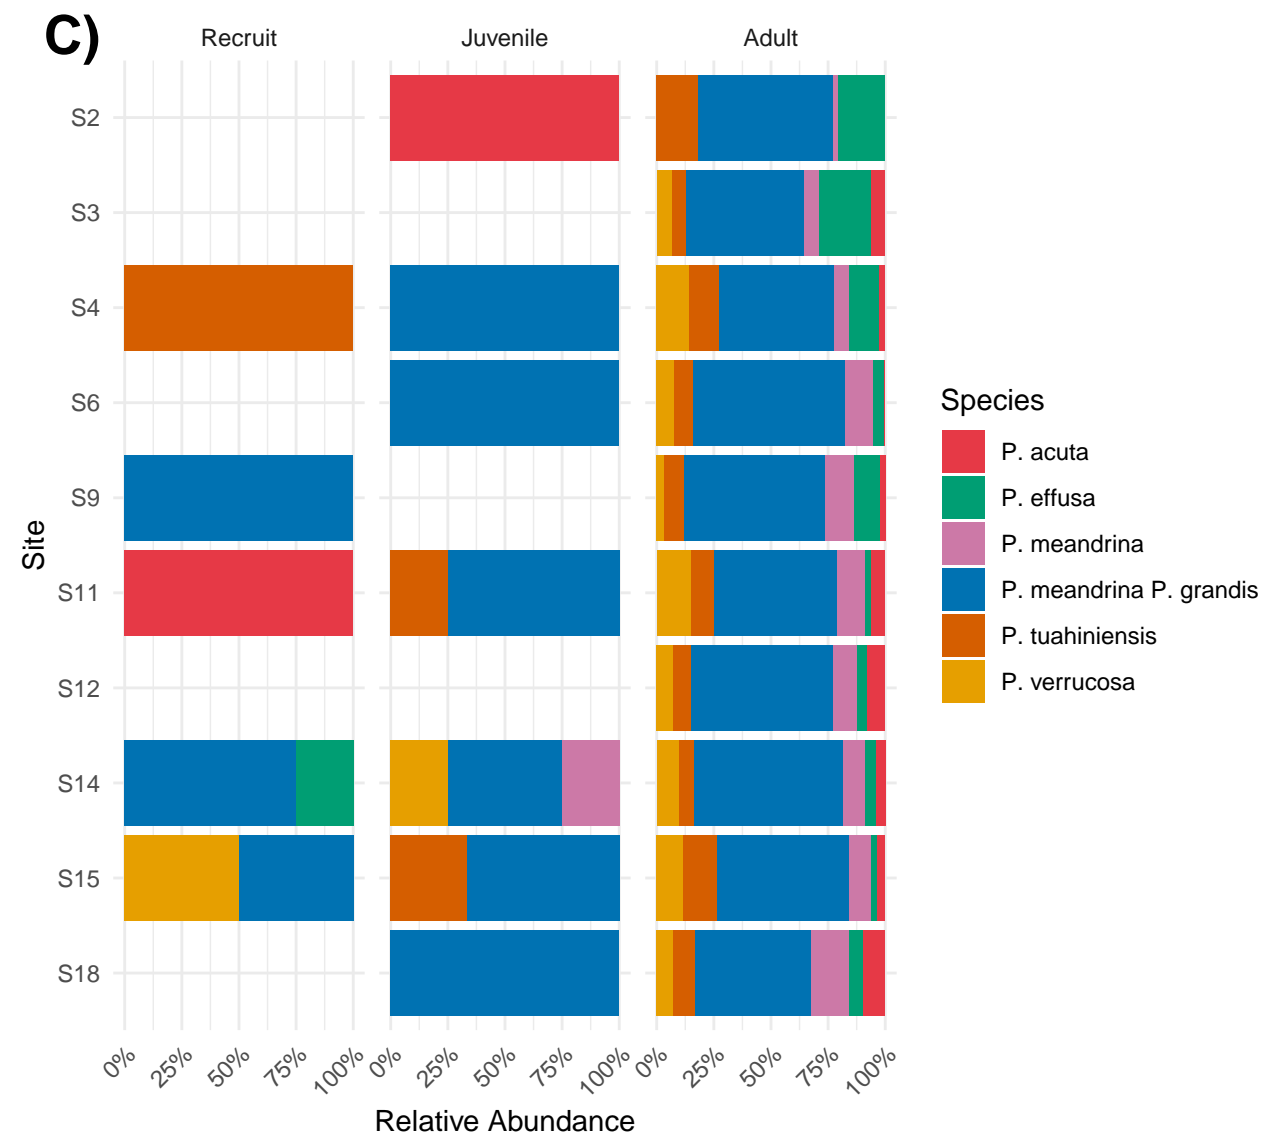 C)
Recruit Juvenile Adult
S2
S3
S4
S6
S9
S11
S12
S14
S15
S18
Site
0% 25% 50% 75% 100% 0% 25% 50% 75% 100% 0% 25% 50% 75% 100%
Relative Abundance
Species
P. acuta
P. effusa
P. meandrina
P. meandrina P. grandis
P. tuahiniensis
P. verrucosa